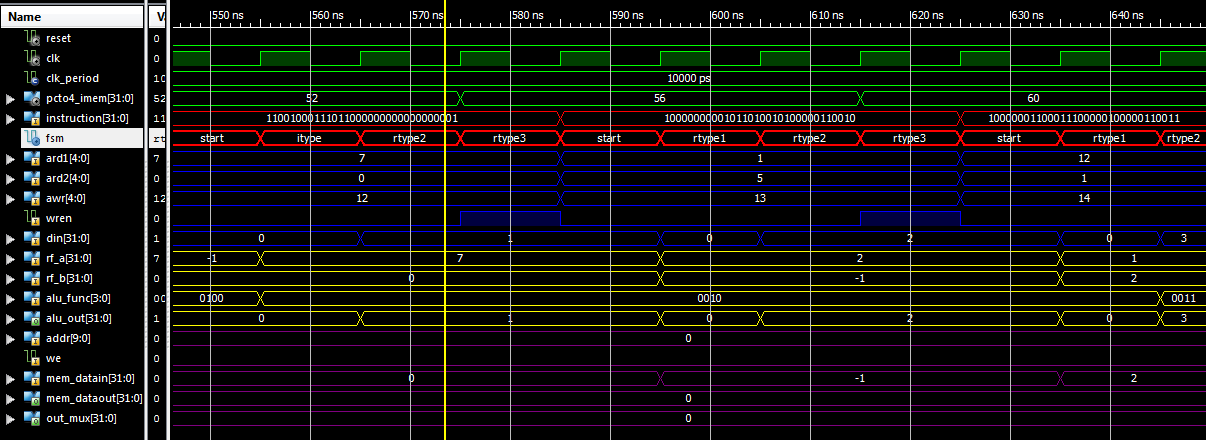 Name V 550 ns 560 ns 570 ns 580 ns 590 ns 600 ns 610 ns 620 ns 630 ns 640 ns
reset 0
clk 0
clk_period 10 10000 ps
pcto4_imem[31:0] 52 52 56 60
instruction[31:0] 11 11001000111101100000000000000001 10000000001011010010100000110010 10000001100011100000100000110011
fsm rt start itype rtype2 rtype3 start rtype1 rtype2 rtype3 start rtype1 rtype2
ard1[4:0] 7 7 1 12
ard2[4:0] 0 0 5 1
awr[4:0] 12 12 13 14
wren 0
din[31:0] 1 0 1 0 2 0 3
rf_a[31:0] 7 -1 7 2 1
rf_b[31:0] 0 0 -1 2
alu_func[3:0] 00 0100 0010 0011
alu_out[31:0] 1 0 1 0 2 0 3
addr[9:0] 0 0
we 0
mem_datain[31:0] 0 0 -1 2
mem_dataout[31:0] 0 0
out_mux[31:0] 0 0